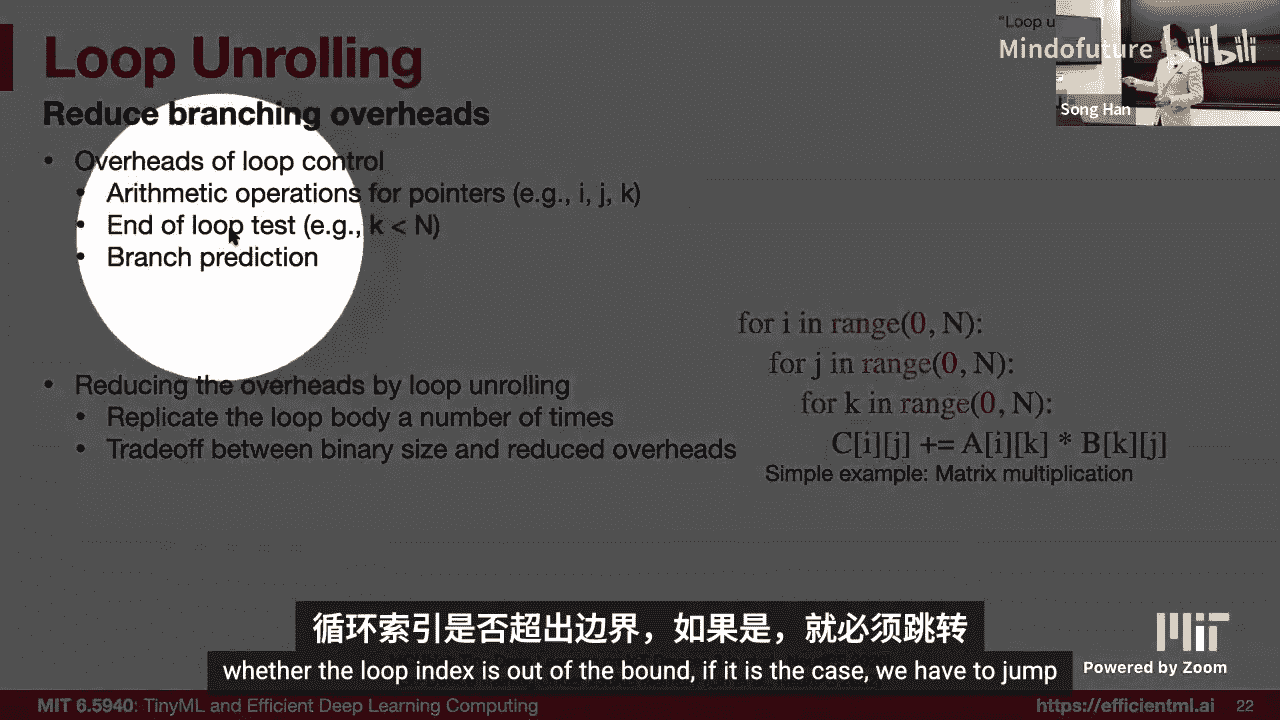 "Loop u
Loop Unrolling
Mindofuture bilibili
Song Han
Reduce branching overheads
• Overheads of loop control
• Arithmetic operations for pointers (e.g., i, j, k)
• End of loop test (e.g., k < N)
• Branch prediction
• Reducing the overheads by loop unrolling
• Replicate the loop body a number of times
• Tradeoff between binary size and reduced overheads
for i in range(0, N):
for j in range(0, N):
for k in range(0, N):
C[i][j] += A[i][k] * B[k][j]
Simple example: Matrix multiplication
循环索引是否超出边界，如果是，就必须跳转
whether the loop index is out of the bound, if it is the case, we have to jump
MIT
Powered by Zoom
MIT 6.5940: TinyML and Efficient Deep Learning Computing
https://efficientml.ai
22